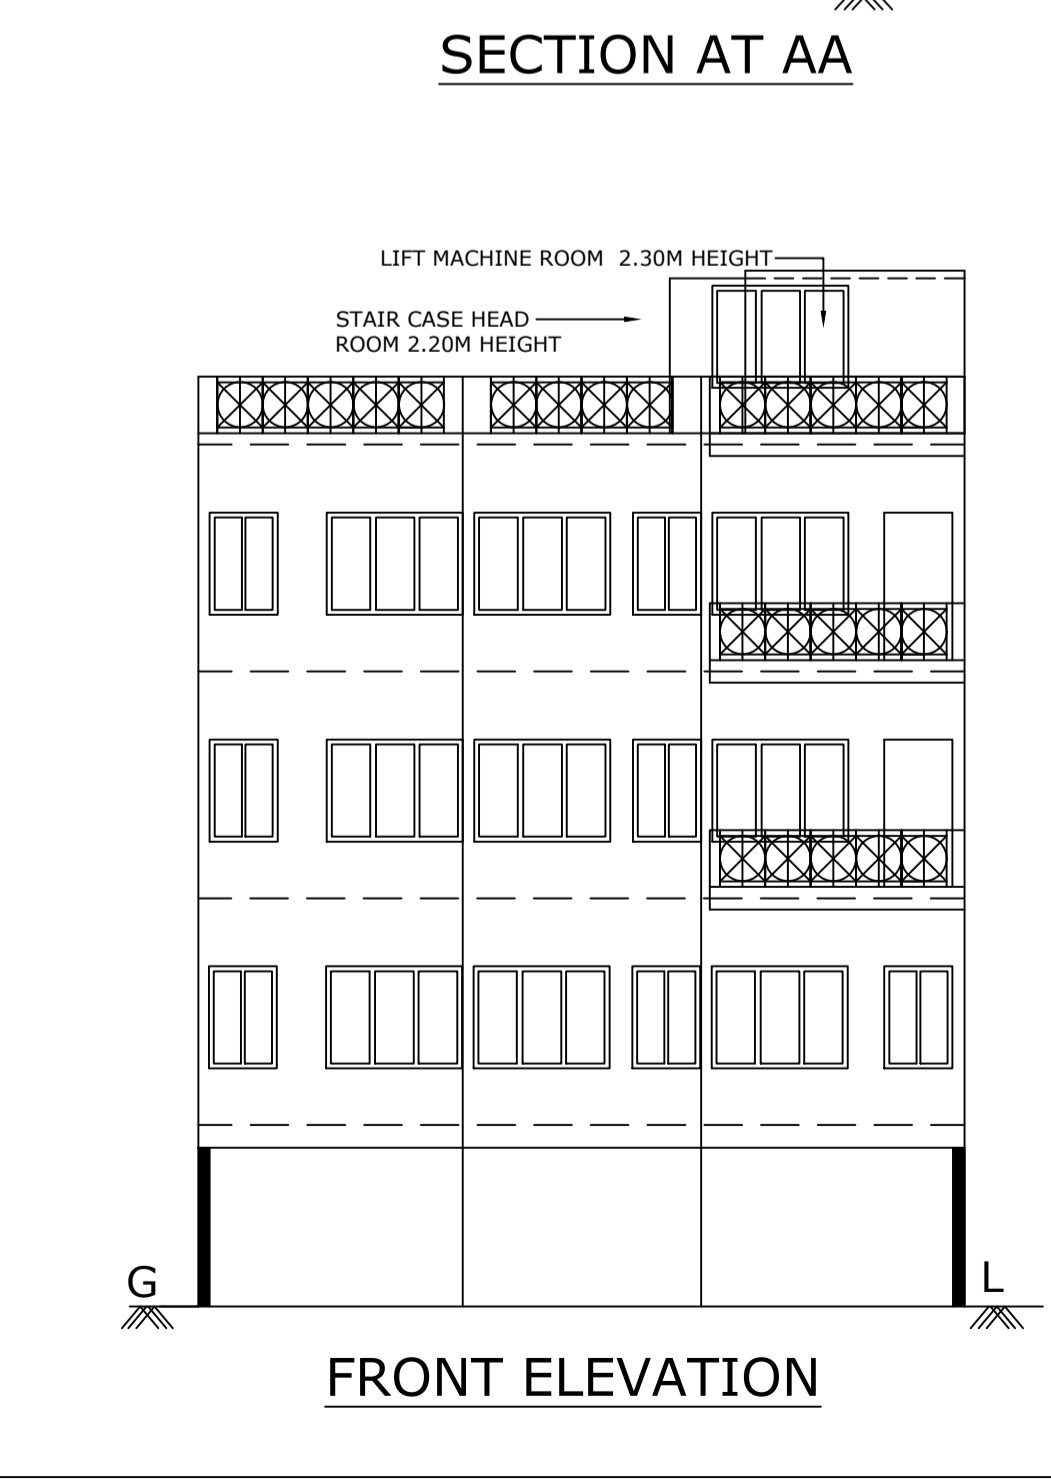 SECTION AT AA
LIFT MACHINE ROOM 2.30M HEIGHT
STAIR CASE HEAD
ROOM 2.20M HEIGHT
G
L
FRONT ELEVATION